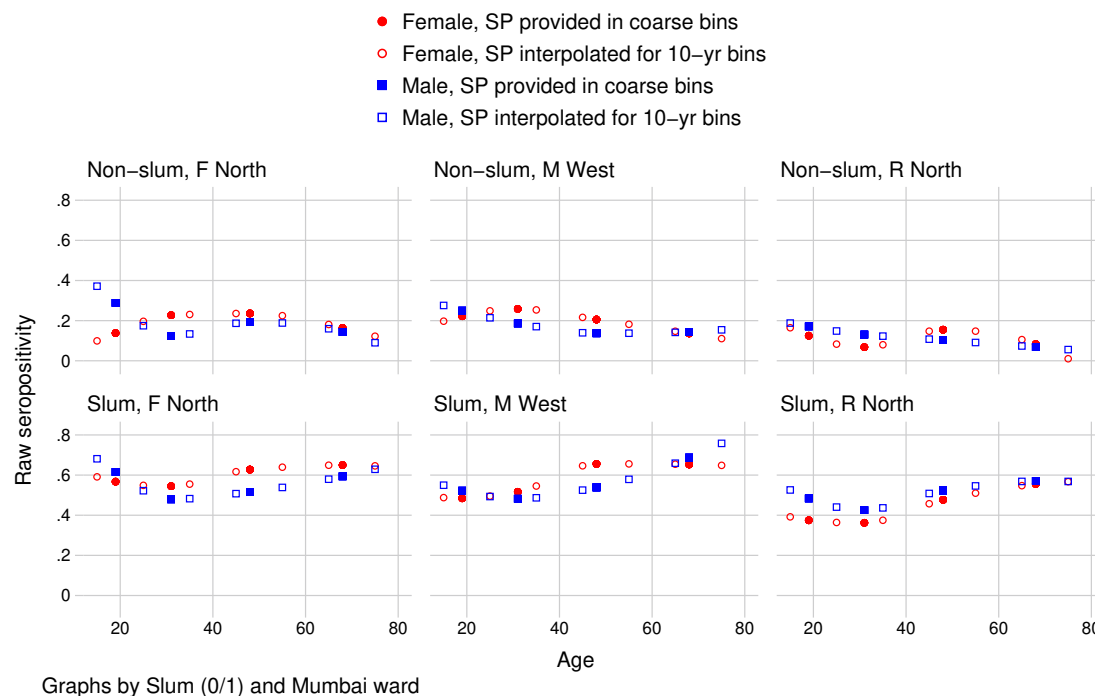 Female, SP provided in coarse bins
Female, SP interpolated for 10−yr bins
Male, SP provided in coarse bins
Male, SP interpolated for 10−yr bins
Non−slum, F North Non−slum, M West Non−slum, R North
.8
.6
.4
.2
0
Slum, F North Slum, M West Slum, R North
.8
.6
.4
.2
0
20 40 60 80 20 40 60 80 20 40 60 80
Raw seropositivity
Age
Graphs by Slum (0/1) and Mumbai ward